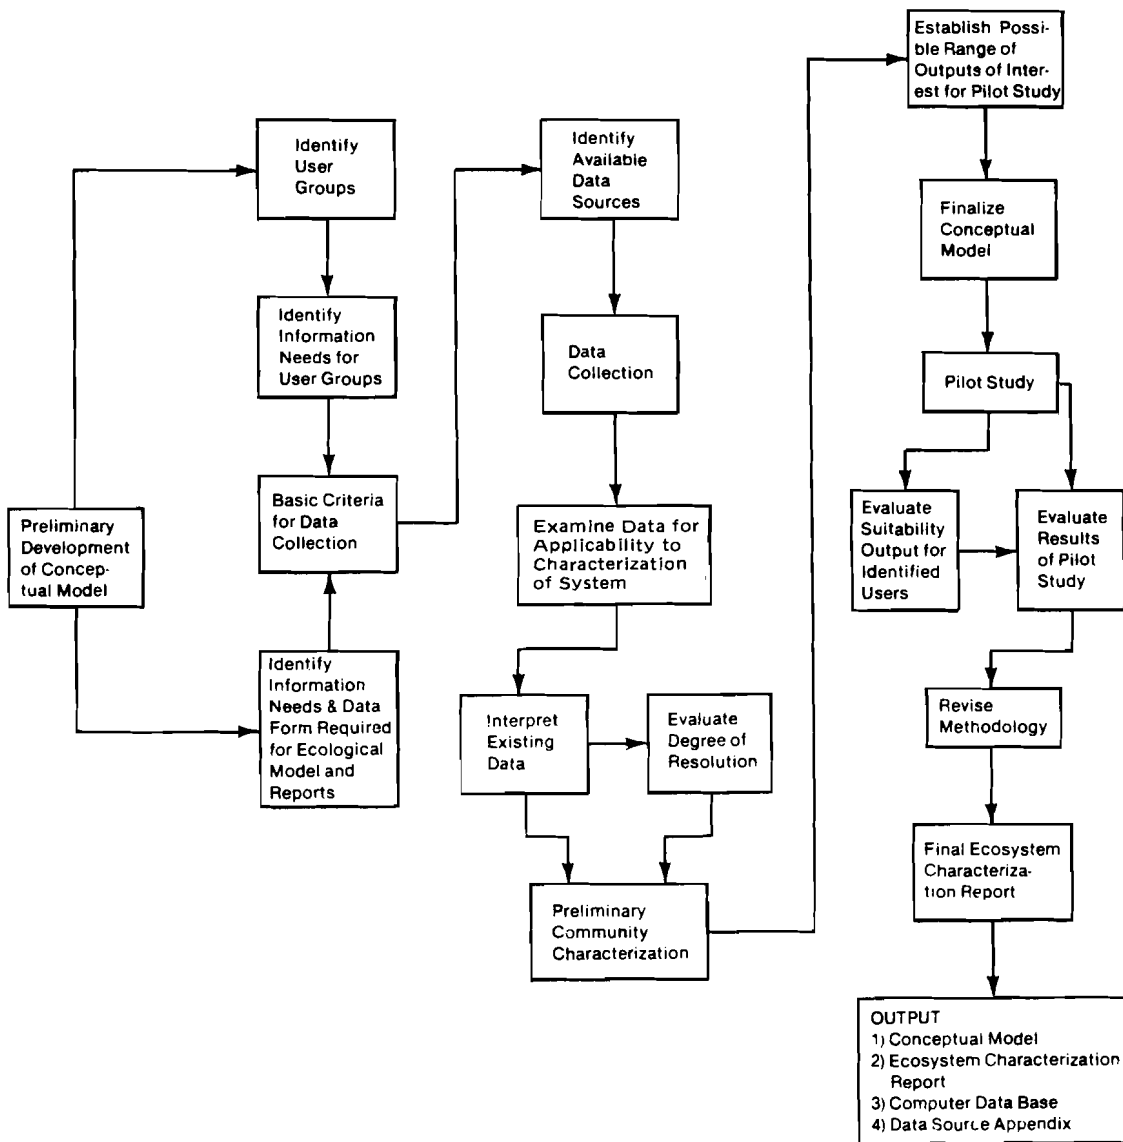 Preliminary
Development
of Concep-
tual Model
Identify
User
Groups
Identify
Information
Needs for
User Groups
Basic Criteria
for Data
Collection
Identify
Information
Needs & Data
Form Required
for Ecological
Model and
Reports
Identify
Available
Data
Sources
Data
Collection
Examine Data for
Applicability to
Characterization
of System
Interpret
Existing
Data
Evaluate
Degree of
Resolution
Preliminary
Community
Characterization
Establish Possi-
ble Range of
Outputs of Inter-
est for Pilot Study
Finalize
Conceptual
Model
Pilot Study
Evaluate
Suitability
Output for
Identified
Users
Evaluate
Results
of Pilot
Study
Revise
Methodology
Final Ecosystem
Characteriza-
tion Report
OUTPUT
1) Conceptual Model
2) Ecosystem Characterization
Report
3) Computer Data Base
4) Data Source Appendix